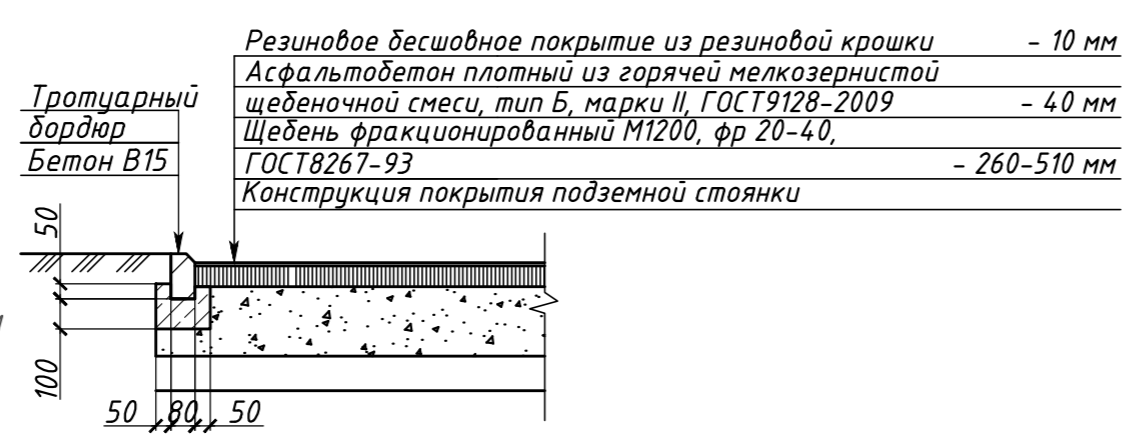 Резиновое бесшовное покрытие из резиновой крошки - 10 мм
Асфальтобетон плотный из горячей мелкозернистой
щебеночной смеси, тип Б, марки II, ГОСТ9128-2009 - 40 мм
Щебень фракционированный М1200, фр 20-40,
ГОСТ8267-93 - 260-510 мм
Конструкция покрытия подземной стоянки
Тротуарный
бордюр
Бетон В15
50
100
50 80 50